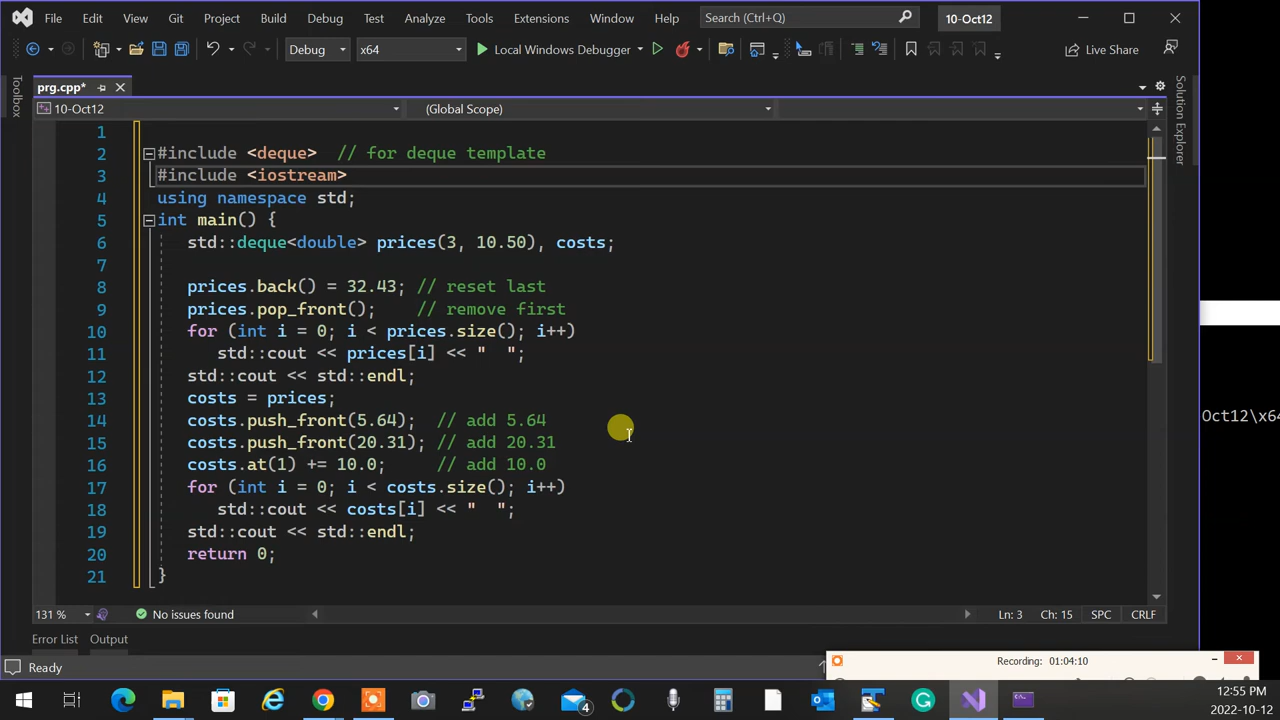 File Edit View Git Project Build Debug Test Analyze Tools Extensions Window Help Search (Ctrl+Q) 10-Oct12
Debug x64 Local Windows Debugger Live Share
prg.cpp*
10-Oct12 (Global Scope)
Toolbox
Solution Explorer
1
2 #include <deque>  // for deque template
3 #include <iostream>
4 using namespace std;
5 int main() {
6 std::deque<double> prices(3, 10.50), costs;
7
8 prices.back() = 32.43; // reset last
9 prices.pop_front();    // remove first
10 for (int i = 0; i < prices.size(); i++)
11 std::cout << prices[i] << "  ";
12 std::cout << std::endl;
13 costs = prices;
14 costs.push_front(5.64);  // add 5.64
15 costs.push_front(20.31); // add 20.31
16 costs.at(1) += 10.0;     // add 10.0
17 for (int i = 0; i < costs.size(); i++)
18 std::cout << costs[i] << "  ";
19 std::cout << std::endl;
20 return 0;
21 }
Oct12\x64
131 % No issues found Ln: 3 Ch: 15 SPC CRLF
Error List Output
Ready
Recording: 01:04:10
4
12:55 PM
2022-10-12